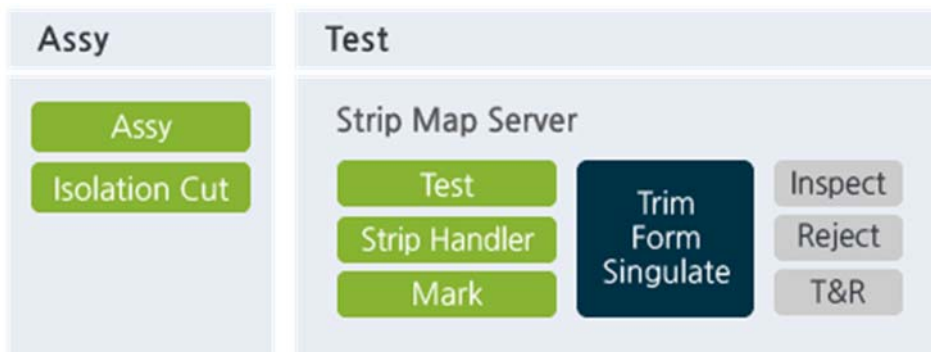 Assy
Assy
Isolation Cut
Test
Strip Map Server
Test
Strip Handler
Mark
Trim
Form
Singulate
Inspect
Reject
T&R